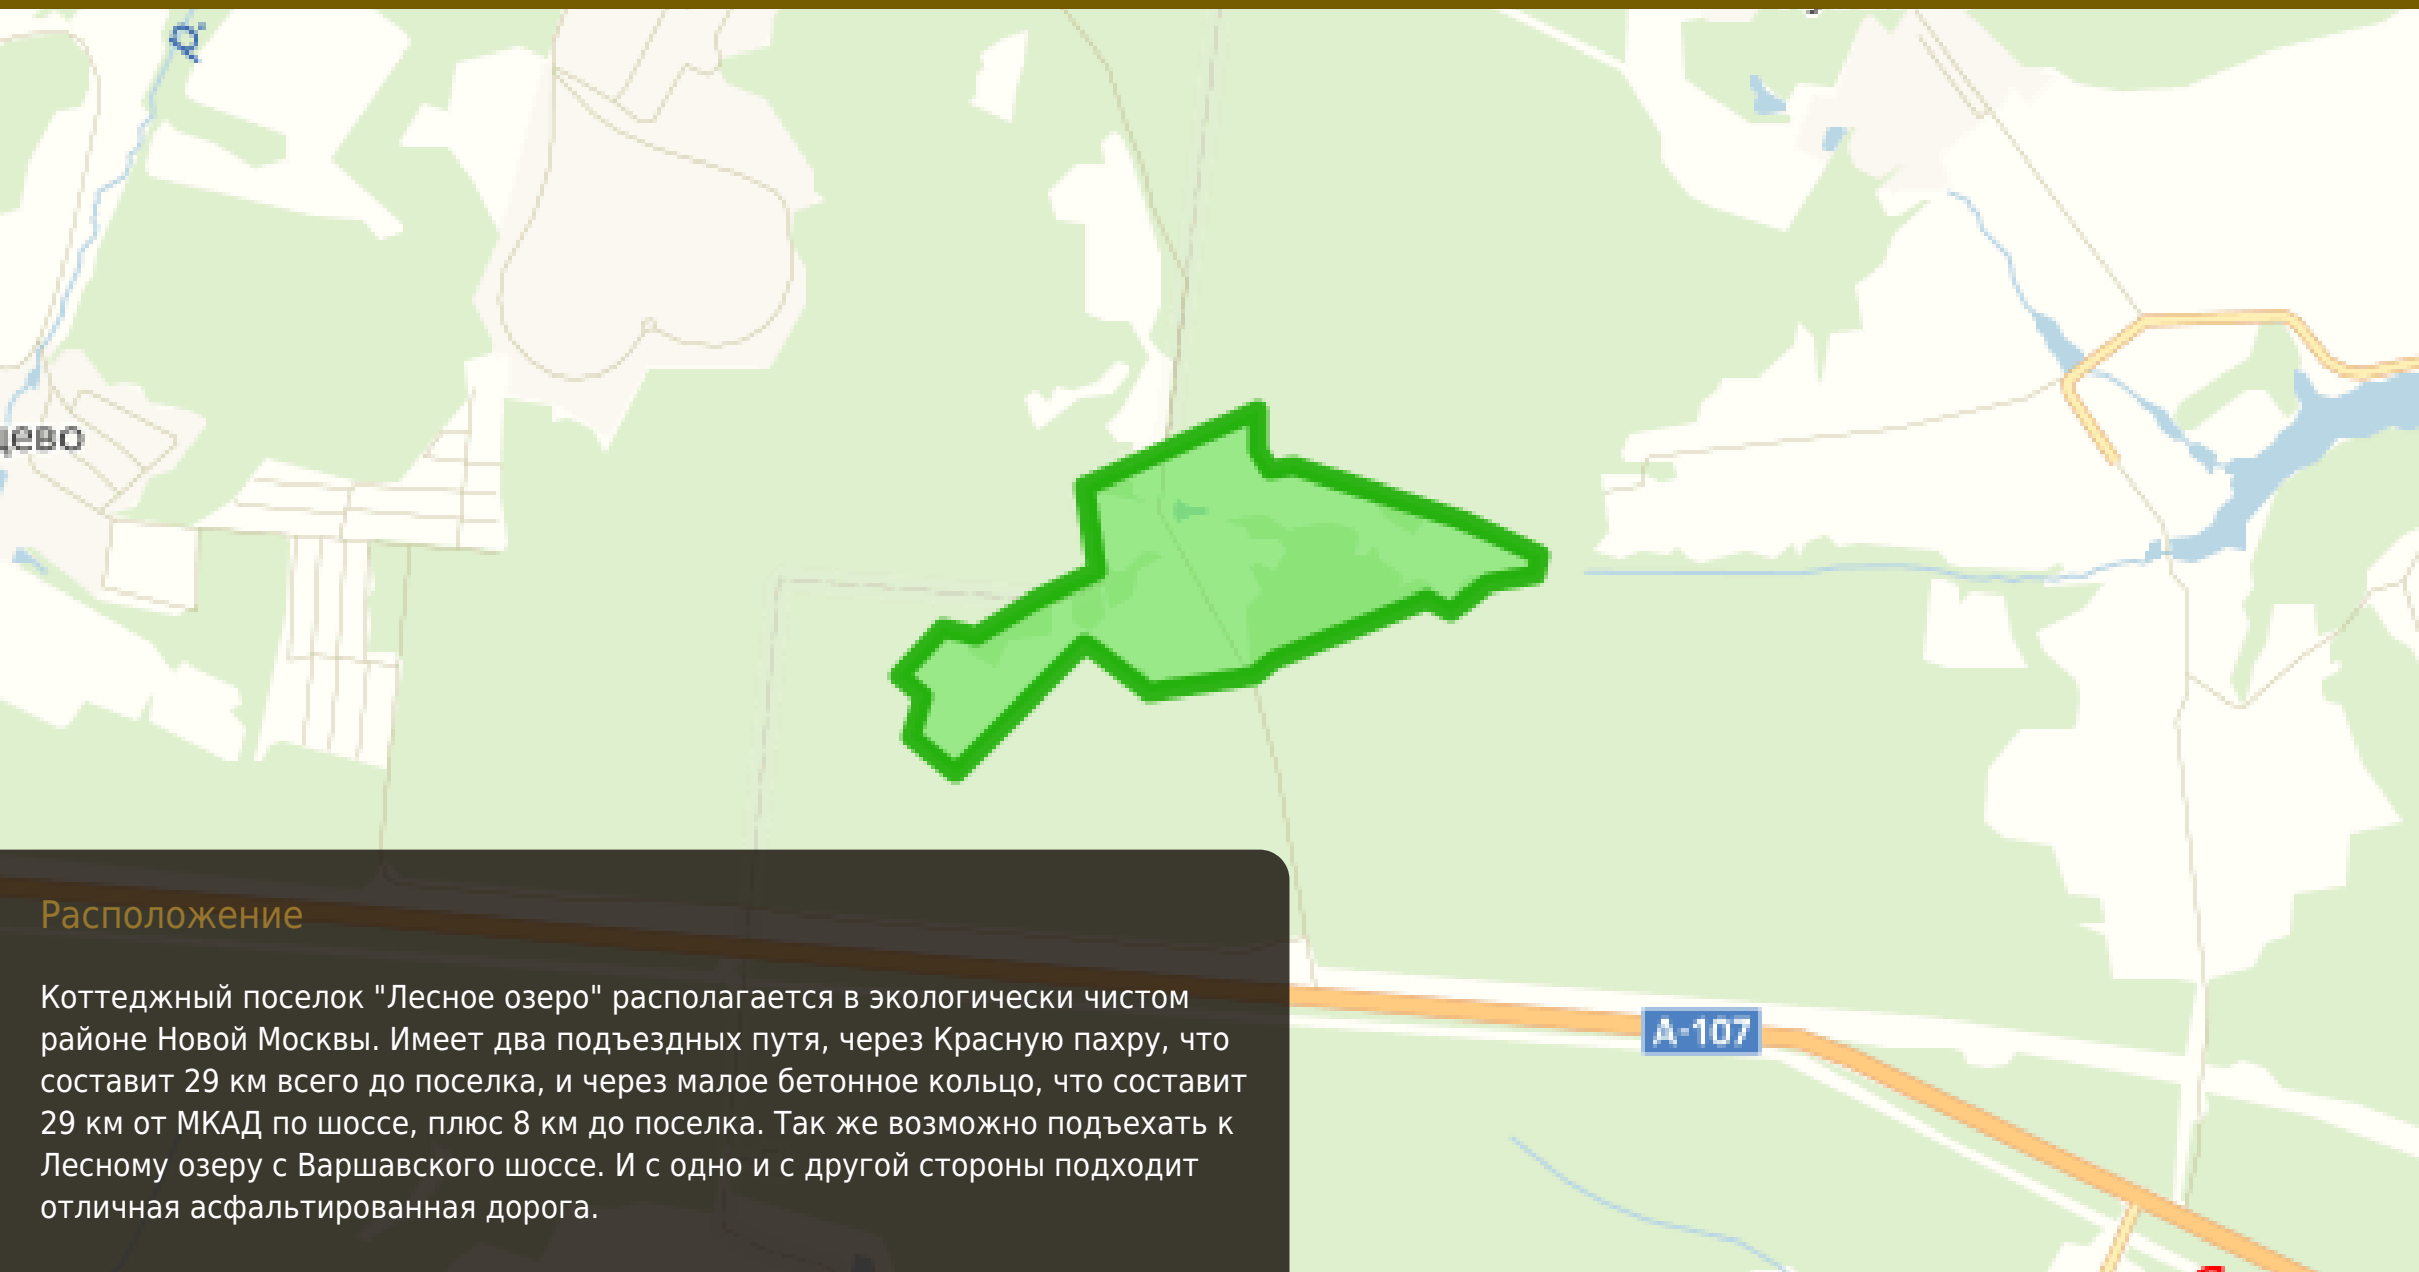 р.
цево
Расположение
Коттеджный поселок "Лесное озеро" располагается в экологически чистом
районе Новой Москвы. Имеет два подъездных путя, через Красную пахру, что
составит 29 км всего до поселка, и через малое бетонное кольцо, что составит
29 км от МКАД по шоссе, плюс 8 км до поселка. Так же возможно подъехать к
Лесному озеру с Варшавского шоссе. И с одно и с другой стороны подходит
отличная асфальтированная дорога.
А-107